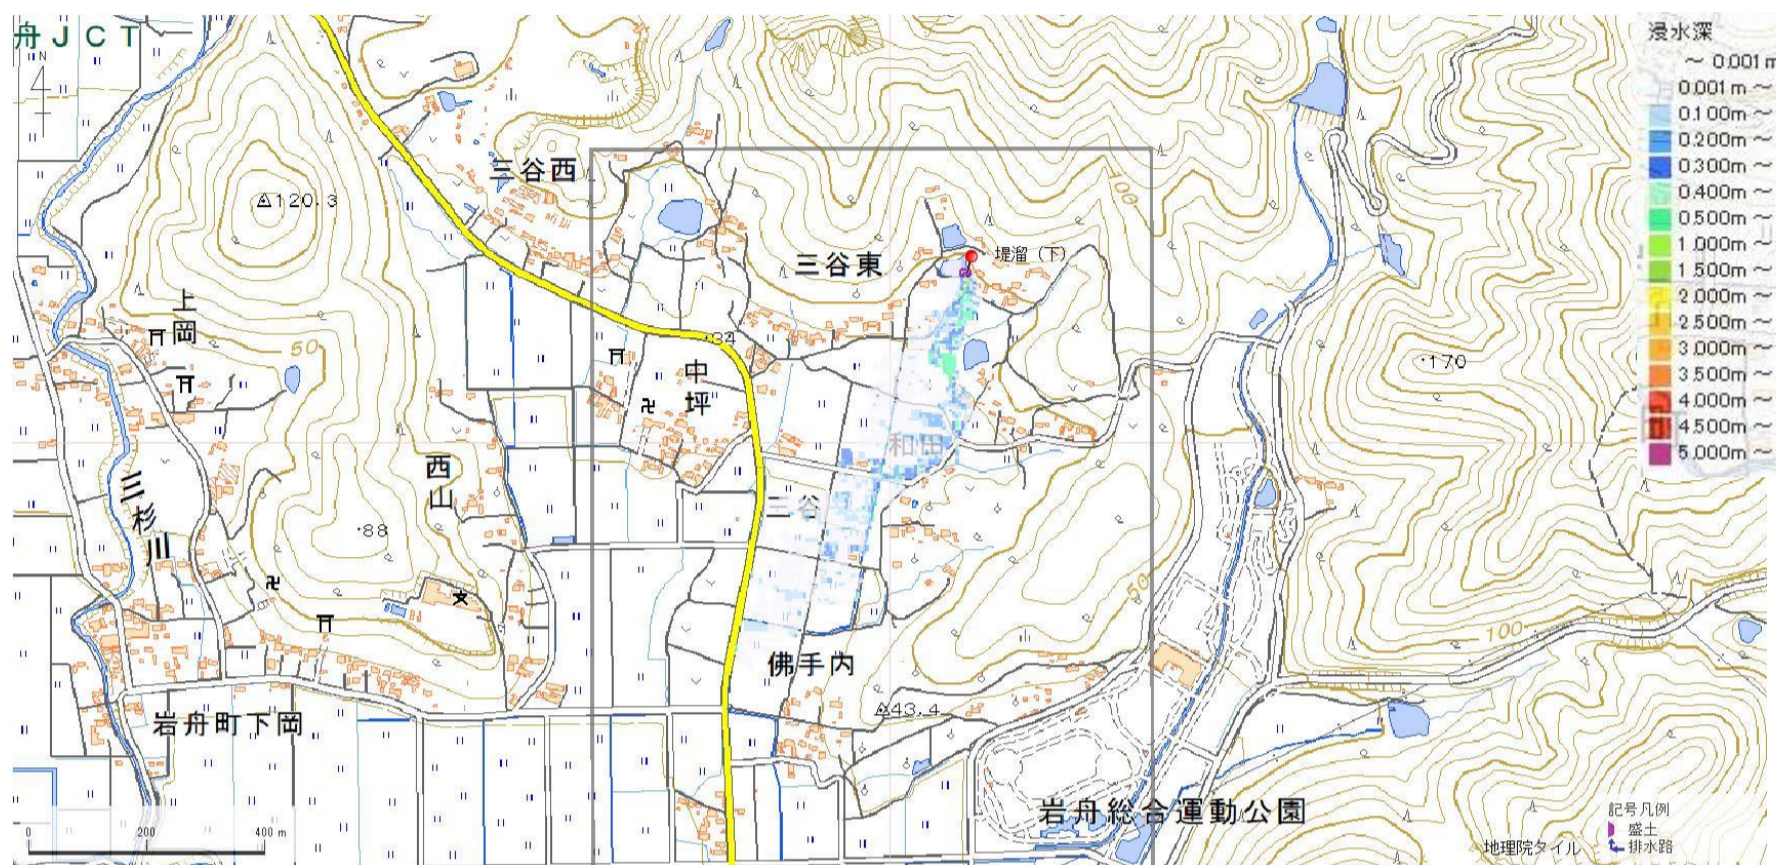 舟JCT
N
三谷西
120.3
100
三谷東
堤溜（下）
上岡
50
34
中坪
170
和田
西山
三谷
三杉川
88
50
100
佛手内
43.4
岩舟町下岡
岩舟総合運動公園
0 200 400 m
浸水深
～ 0.001 m
0.001 m ～
0.100m ～
0.200m ～
0.300m ～
0.400m ～
0.500m ～
1.000m ～
1.500m ～
2.000m ～
2.500m ～
3.000m ～
3.500m ～
4.000m ～
4.500m ～
5.000m ～
記号凡例
盛土
排水路
地理院タイル